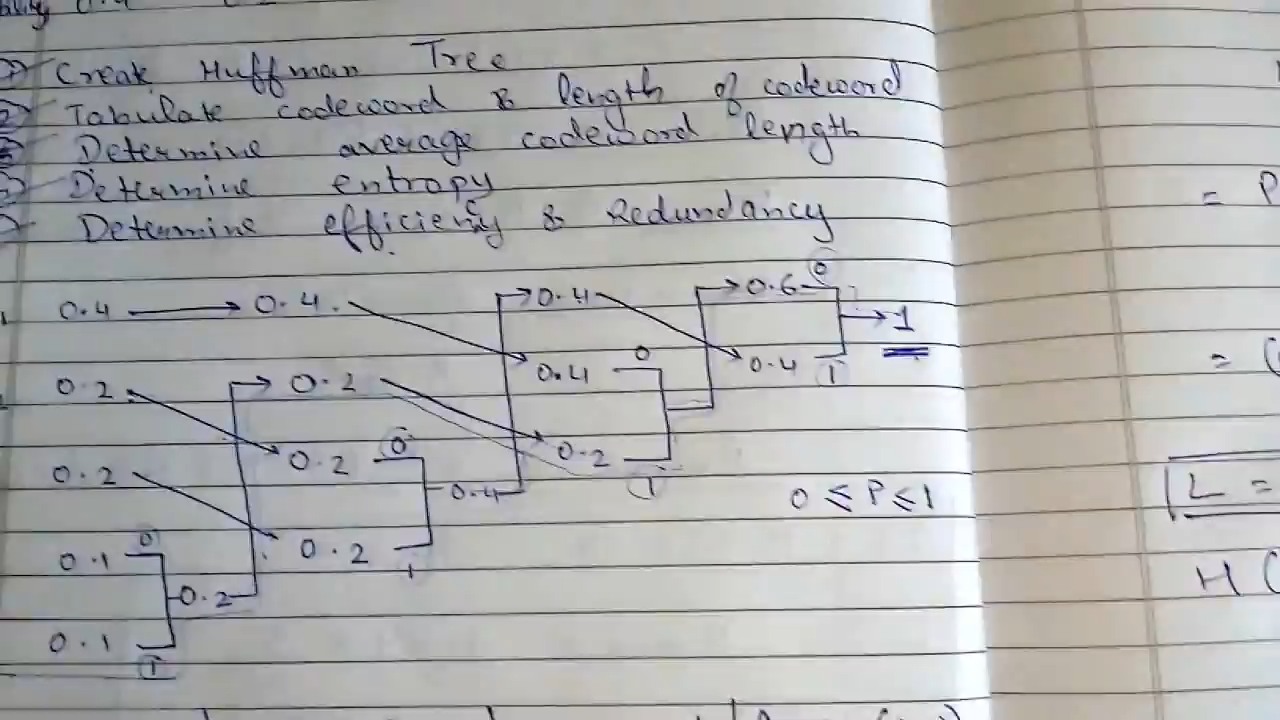 Create Huffman Tree
Tabulate codeword & length of codeword
Determine average codeword length
Determine entropy
= P
Determine efficiency & Redundancy
0.4 0.4. 0.4 0.6 0
1
0.4 0 0.4 1
= (
0.2 0.2
0.2 0 0.2 1
0.2 0.4
0 ≤ P ≤ 1
L =
0.2 1
0.1 0
0.2
H (
0.1 1